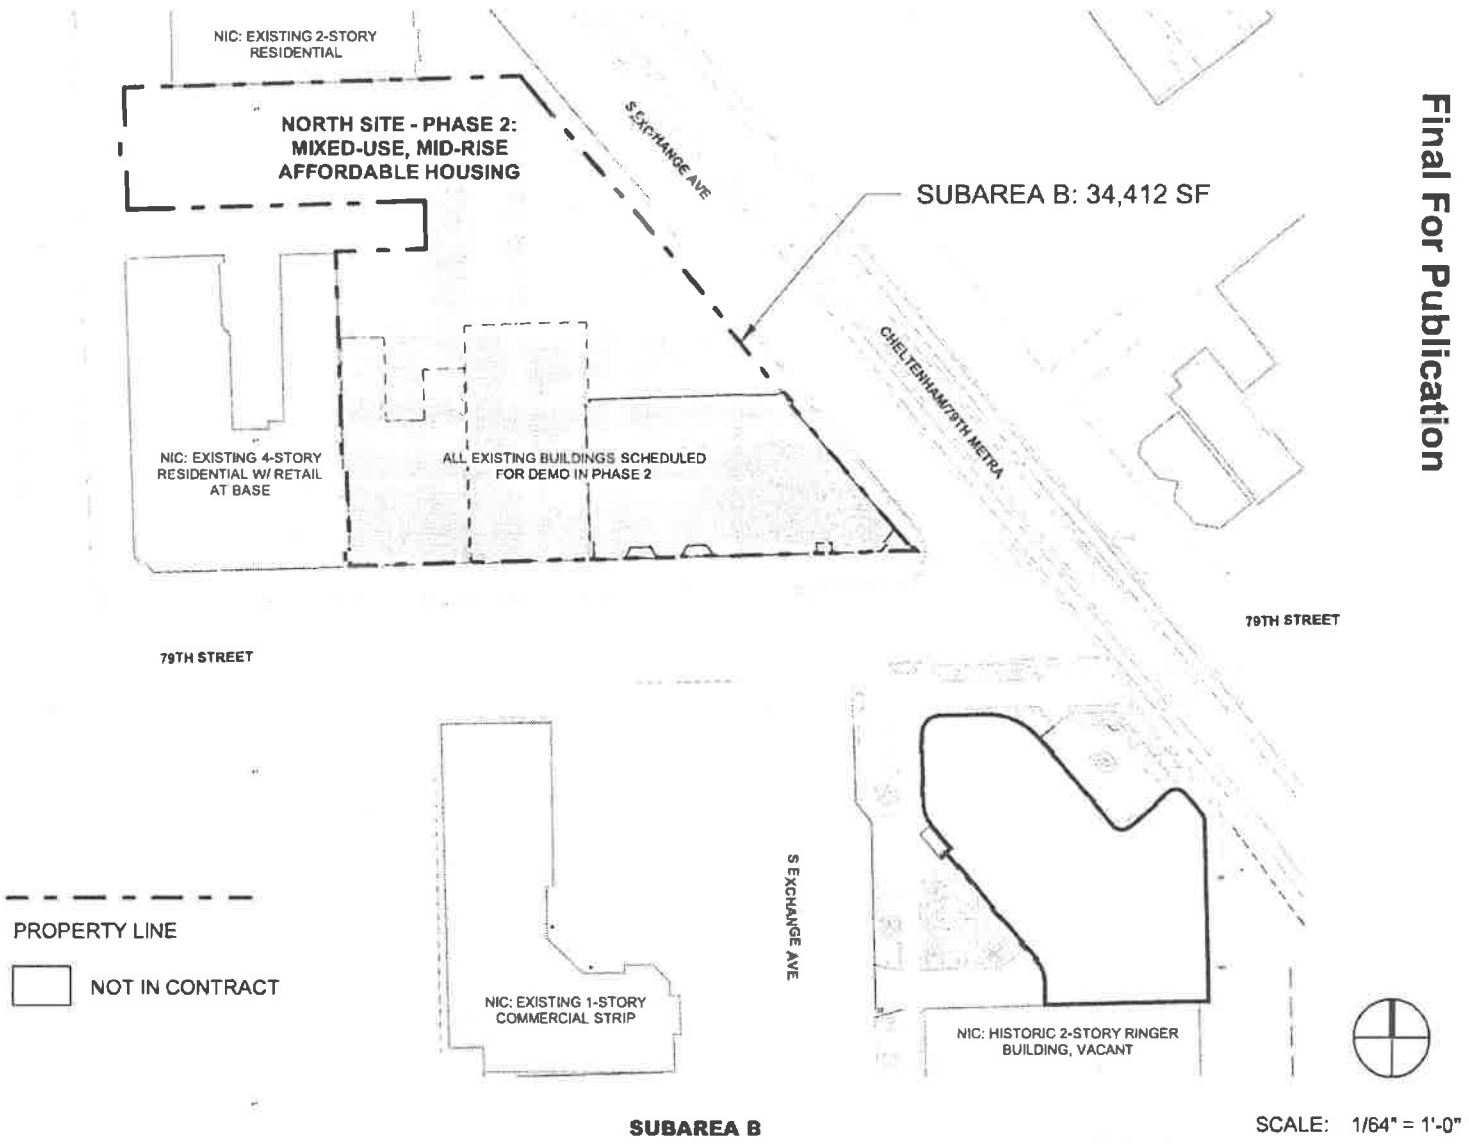 NIC: EXISTING 2-STORY
RESIDENTIAL
NORTH SITE - PHASE 2:
MIXED-USE, MID-RISE
AFFORDABLE HOUSING
S EXCHANGE AVE
SUBAREA B: 34,412 SF
Final For Publication
CHELTENHAM/79TH METRA
NIC: EXISTING 4-STORY
RESIDENTIAL W/ RETAIL
AT BASE
ALL EXISTING BUILDINGS SCHEDULED
FOR DEMO IN PHASE 2
79TH STREET
79TH STREET
S EXCHANGE AVE
PROPERTY LINE
NOT IN CONTRACT
NIC: EXISTING 1-STORY
COMMERCIAL STRIP
NIC: HISTORIC 2-STORY RINGER
BUILDING, VACANT
SUBAREA B
SCALE: 1/64" = 1'-0"